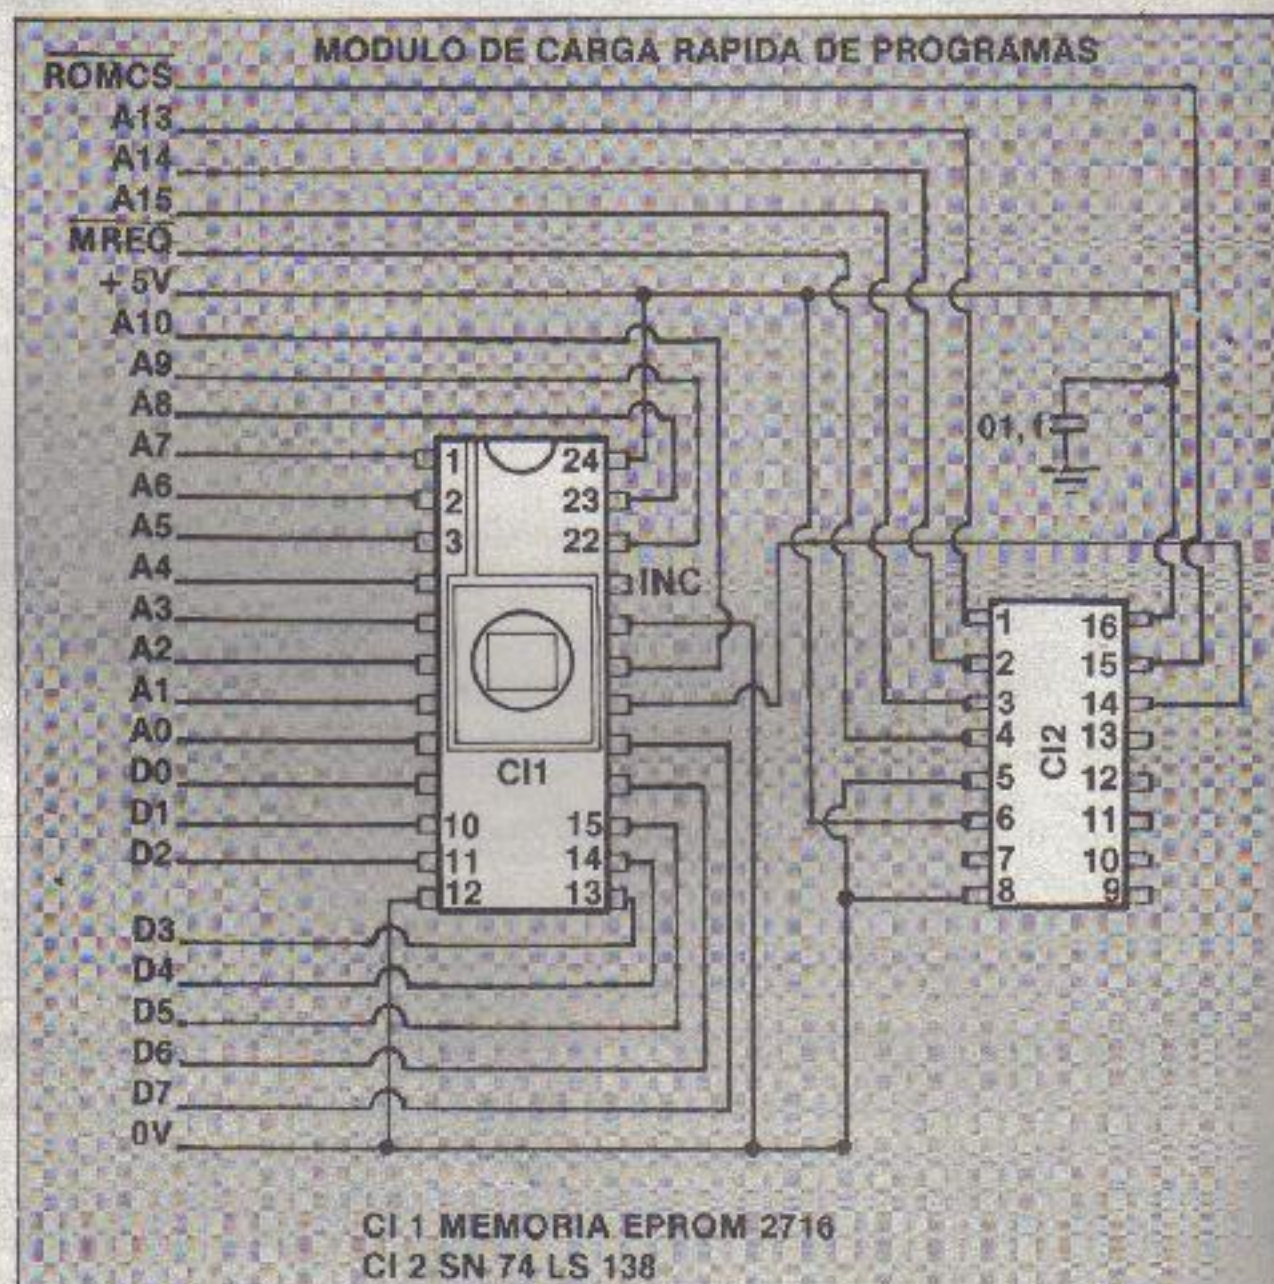 MODULO DE CARGA RAPIDA DE PROGRAMAS
ROMCS
A13
A14
A15
MREQ
+5V
A10
A9
A8
A7
A6
A5
A4
A3
A2
A1
A0
D0
D1
D2
D3
D4
D5
D6
D7
0V
1 24
2 23
3 22
INC
CI1
10 15
11 14
12 13
01, f
1 16
2 15
3 14
4 13
5 12
6 11
7 10
8 9
CI2
CI 1 MEMORIA EPROM 2716
CI 2 SN 74 LS 138